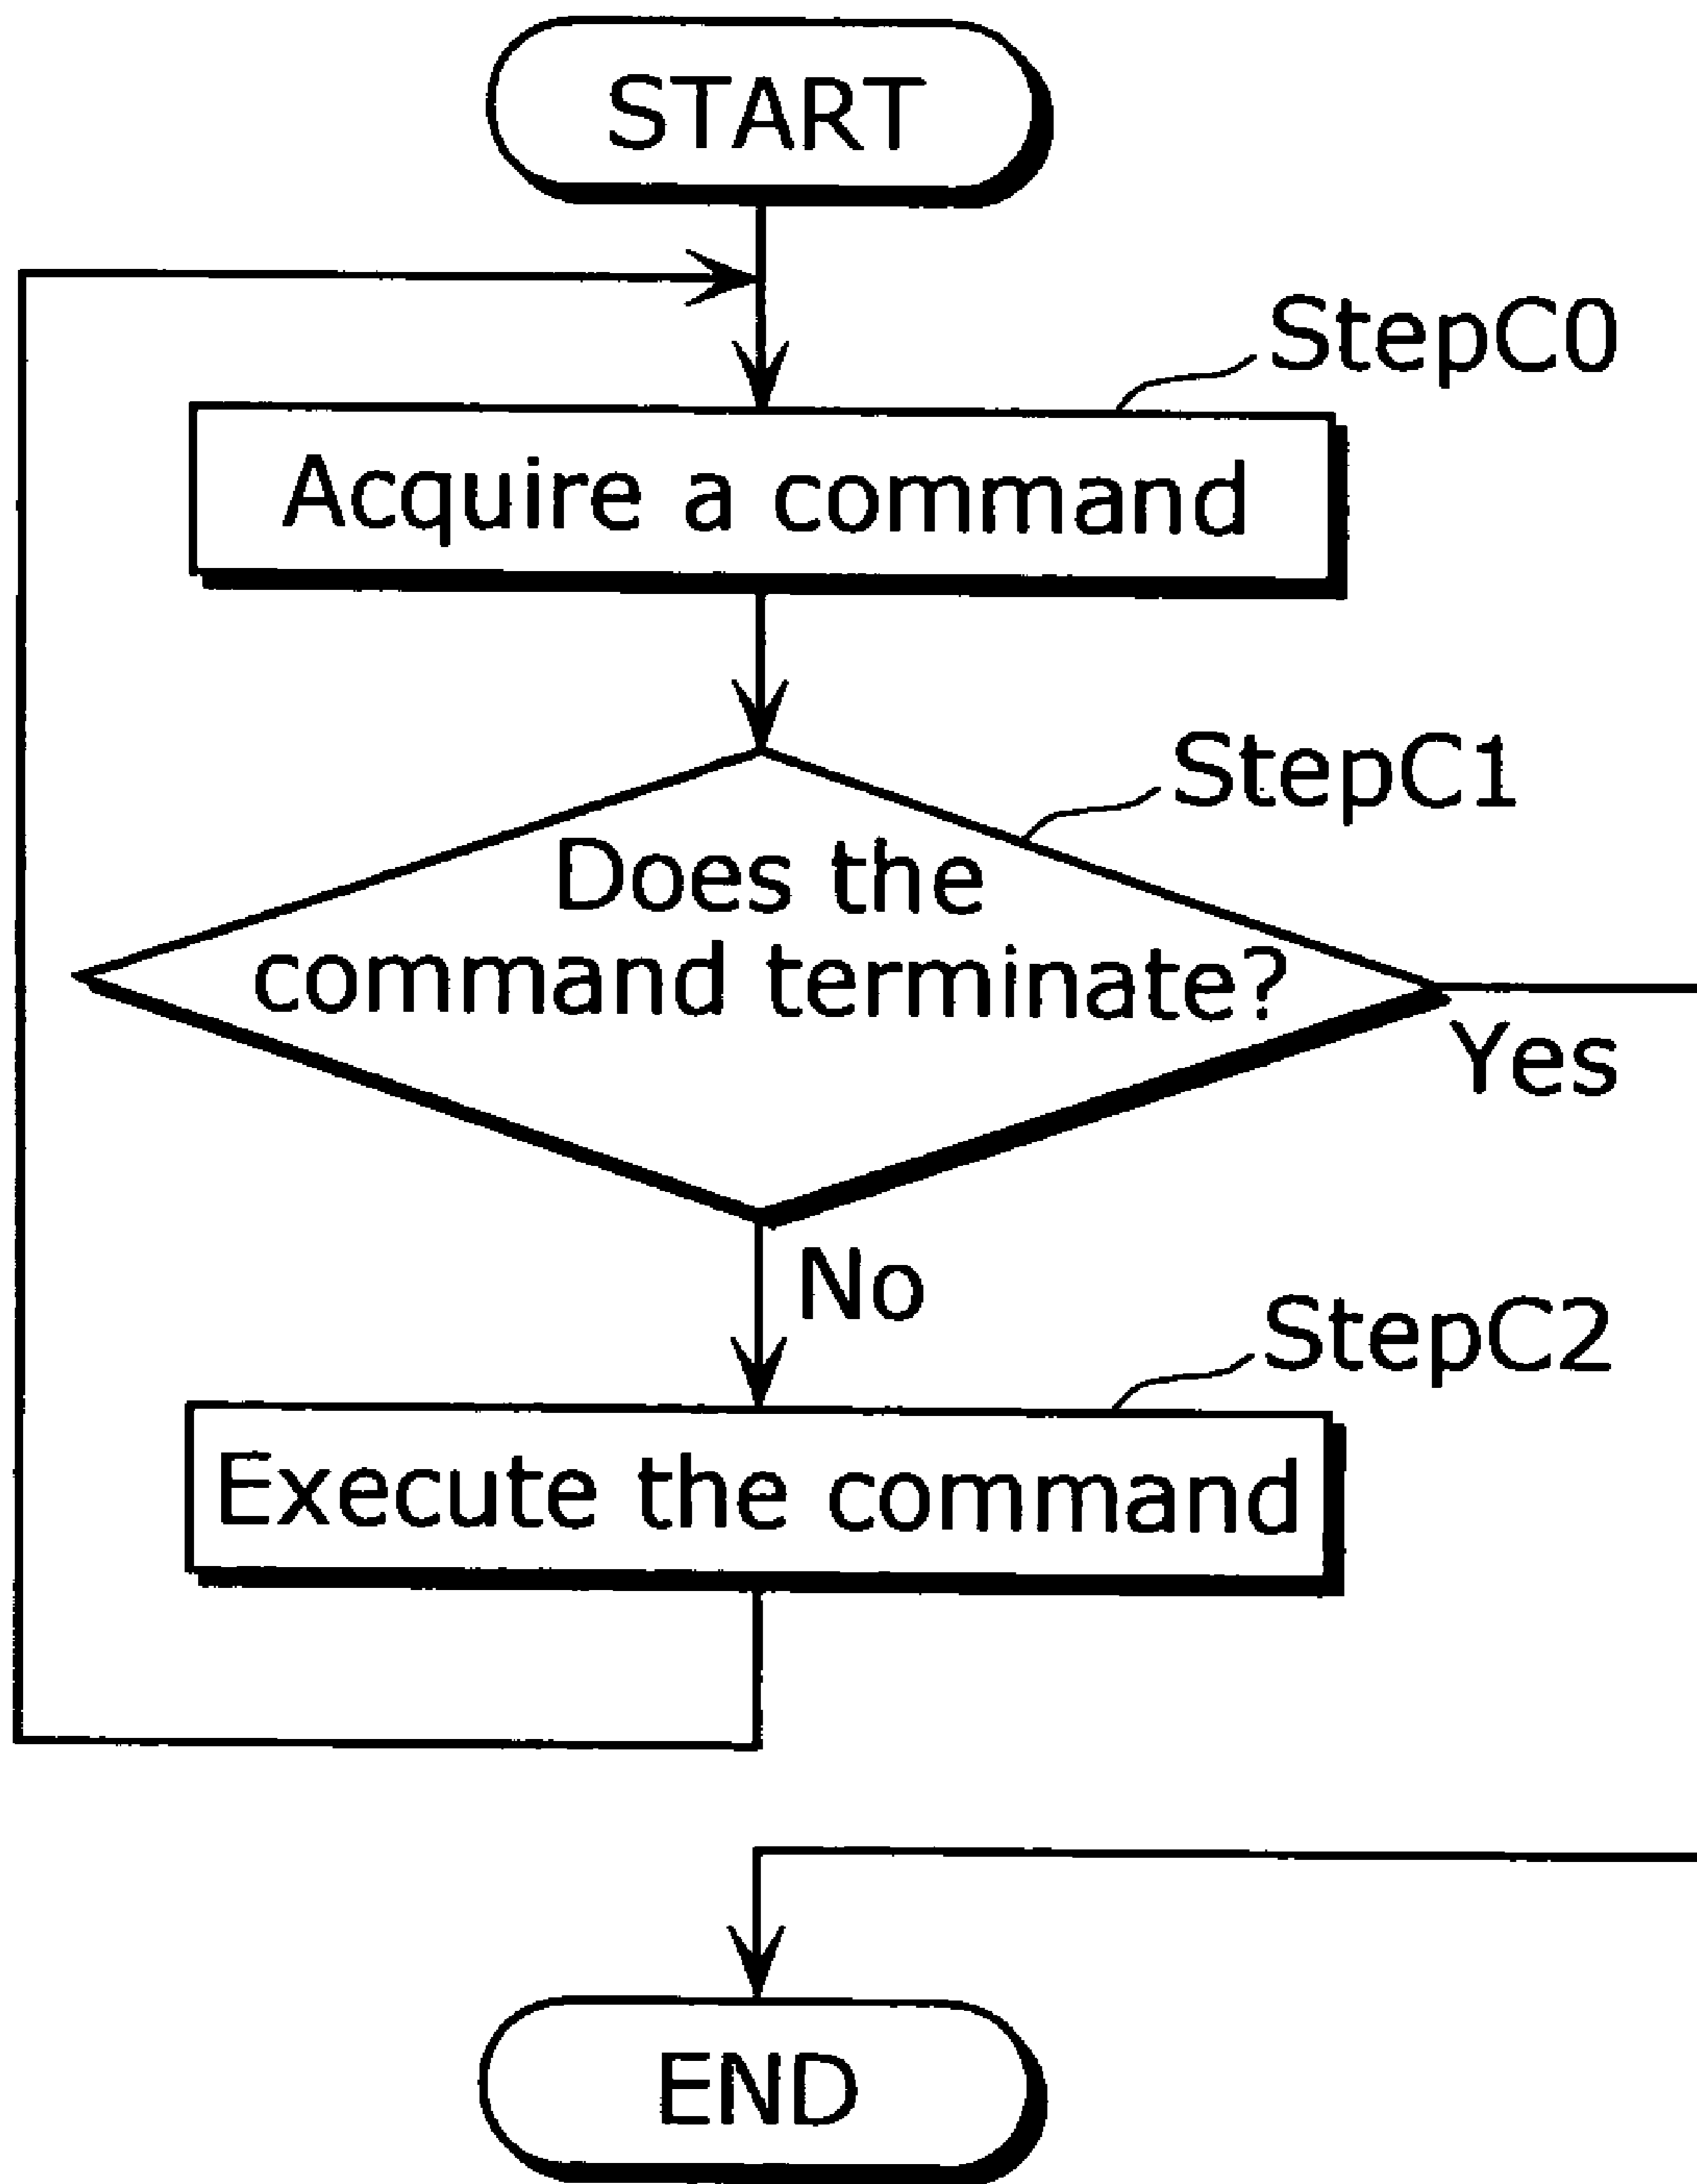 START
StepC0
Acquire a command
StepC1
Does the
command terminate?
Yes
No
StepC2
Execute the command
END